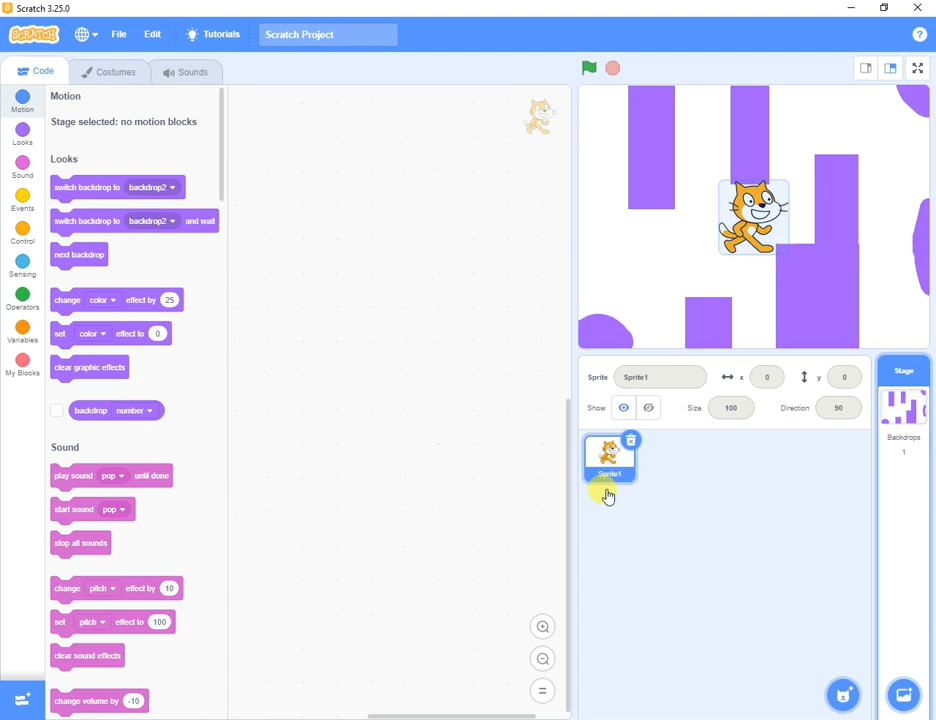 Scratch 3.25.0
SCRATCH File Edit Tutorials Scratch Project ?
Code Costumes Sounds
Motion
Looks
Sound
Events
Control
Sensing
Operators
Variables
My Blocks
Motion
Stage selected: no motion blocks
Looks
switch backdrop to backdrop2
switch backdrop to backdrop2 and wait
next backdrop
change color effect by 25
set color effect to 0
clear graphic effects
backdrop number
Sound
play sound pop until done
start sound pop
stop all sounds
change pitch effect by 10
set pitch effect to 100
clear sound effects
change volume by -10
Sprite Sprite1 x 0 y 0
Show Size 100 Direction 90
Sprite1
Stage
Backdrops
1